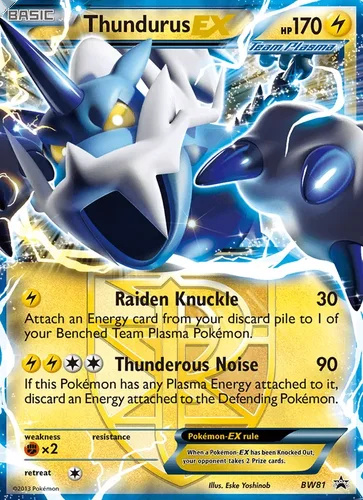 BASIC
Thundurus EX HP170
Team Plasma
Raiden Knuckle 30
Attach an Energy card from your discard pile to 1
of your Benched Team Plasma Pokémon.
Thunderous Noise 90
If this Pokémon has any Plasma Energy attached to it,
discard an Energy attached to the Defending Pokémon.
weakness resistance
×2
Pokémon-EX rule
When a Pokémon-EX has been Knocked Out,
your opponent takes 2 Prize cards.
retreat
©2013 Pokémon Illus. Eske Yoshinob BW81